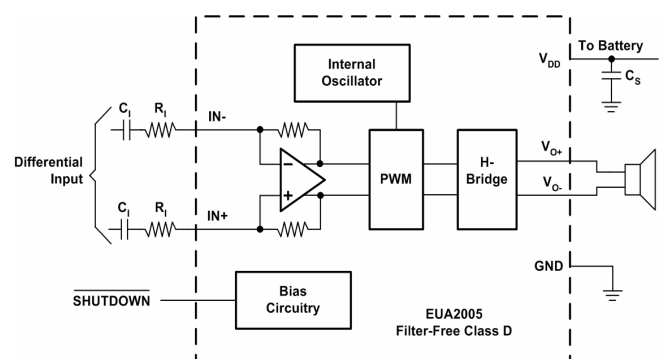 To Battery
V_DD
C_S
Internal
Oscillator
C_I
R_I
IN-
Differential
Input
PWM
H-
Bridge
V_O+
V_O-
C_I
R_I
IN+
GND
SHUTDOWN
Bias
Circuitry
EUA2005
Filter-Free Class D